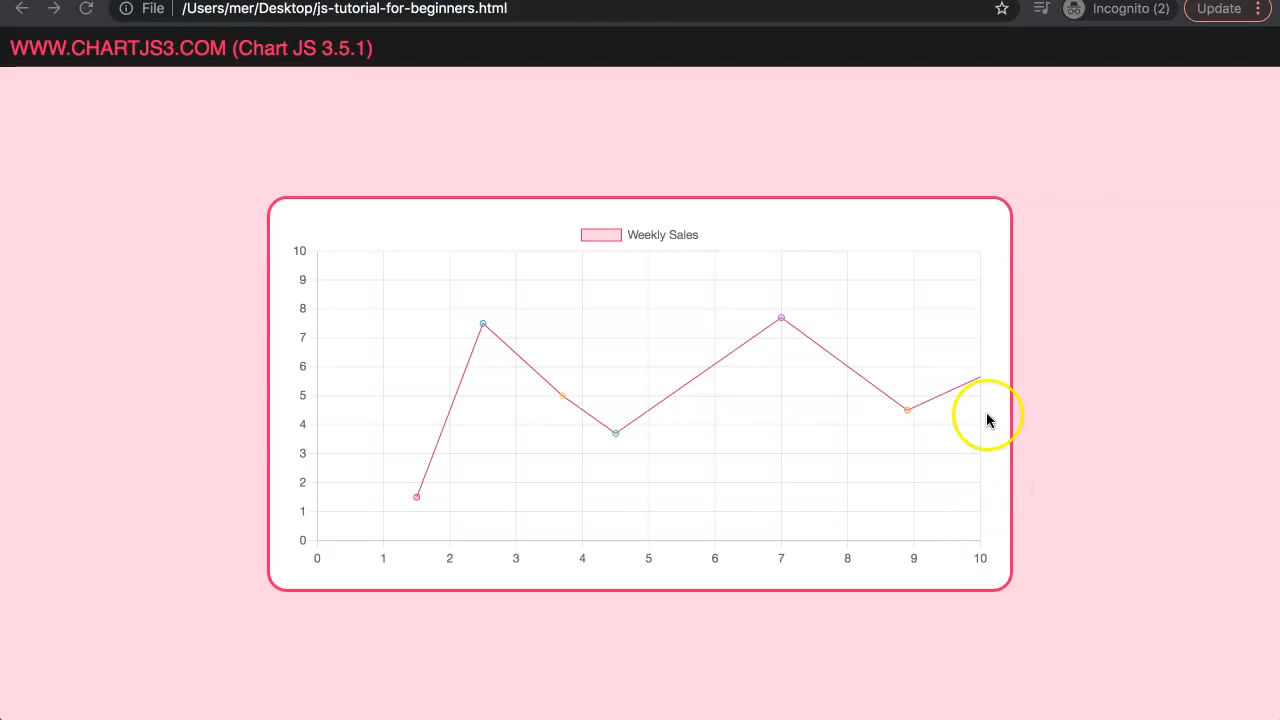 File /Users/mer/Desktop/js-tutorial-for-beginners.html Incognito (2) Update
WWW.CHARTJS3.COM (Chart JS 3.5.1)
Weekly Sales
10
9
8
7
6
5
4
3
2
1
0
0 1 2 3 4 5 6 7 8 9 10